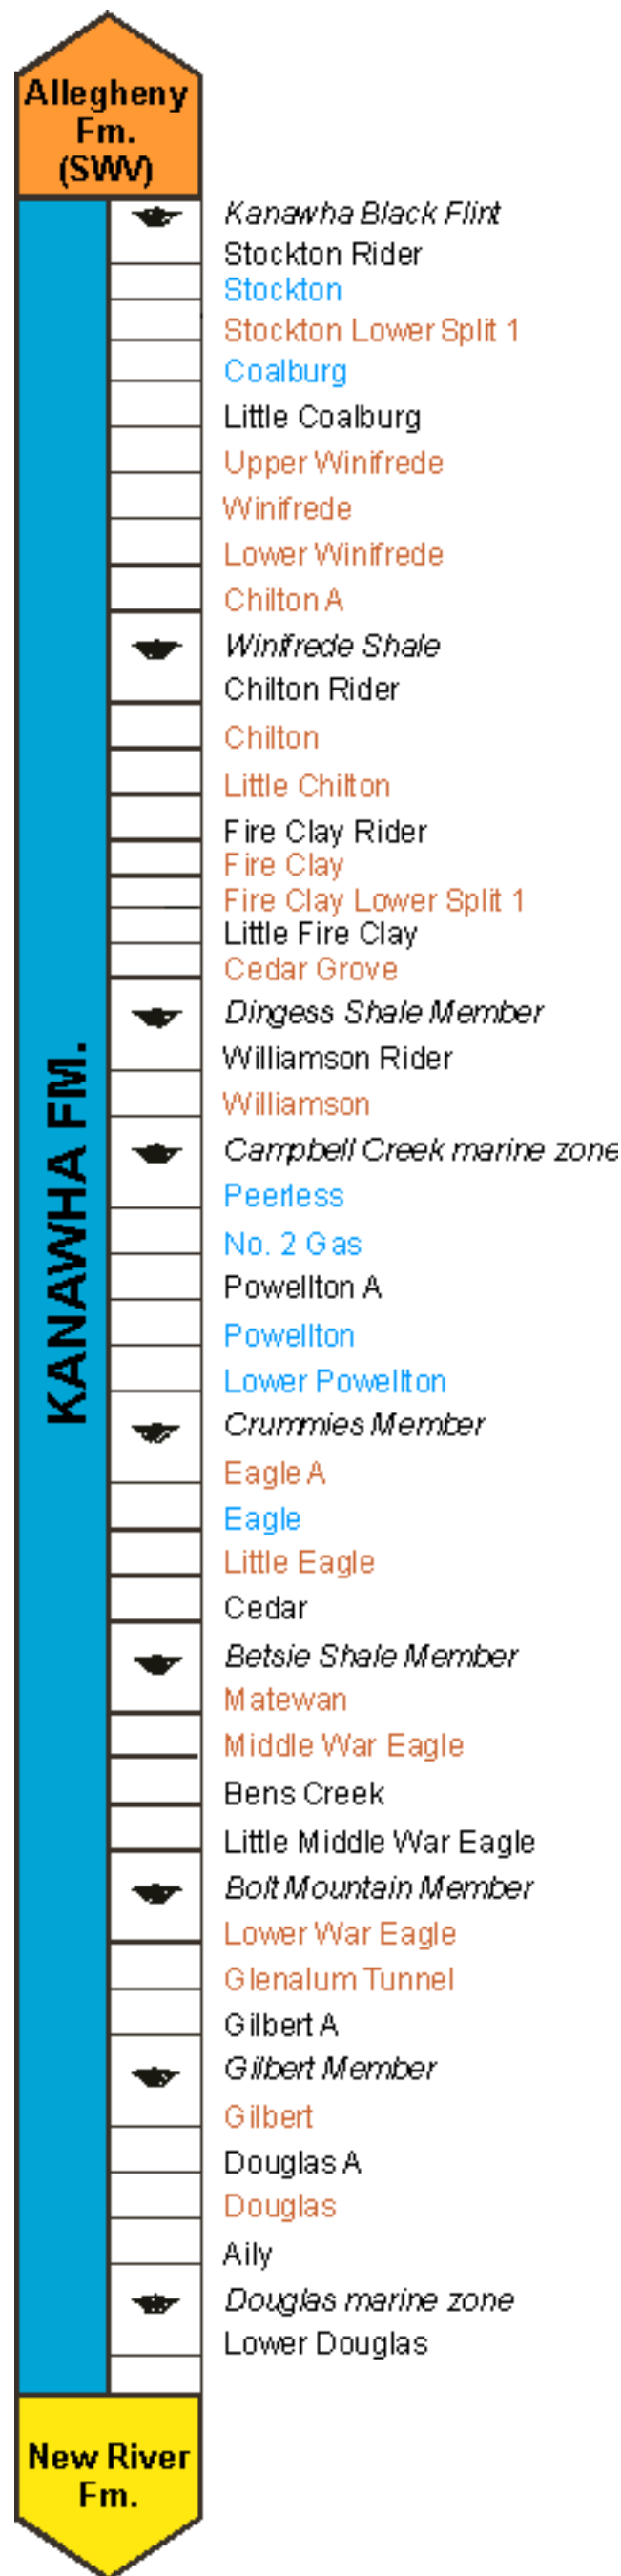 Allegheny
Fm.
(SWV)
Kanawha Black Flint
Stockton Rider
Stockton
Stockton Lower Split 1
Coalburg
Little Coalburg
Upper Winifrede
Winifrede
Lower Winifrede
Chilton A
Winifrede Shale
Chilton Rider
Chilton
Little Chilton
Fire Clay Rider
Fire Clay
Fire Clay Lower Split 1
Little Fire Clay
Cedar Grove
Dingess Shale Member
Williamson Rider
Williamson
Campbell Creek marine zone
Peerless
No. 2 Gas
Powellton A
Powellton
Lower Powellton
Crummies Member
Eagle A
Eagle
Little Eagle
Cedar
Betsie Shale Member
Matewan
Middle War Eagle
Bens Creek
Little Middle War Eagle
Bolt Mountain Member
Lower War Eagle
Glenalum Tunnel
Gilbert A
Gilbert Member
Gilbert
Douglas A
Douglas
Aily
Douglas marine zone
Lower Douglas
KANAWHA FM.
New River
Fm.